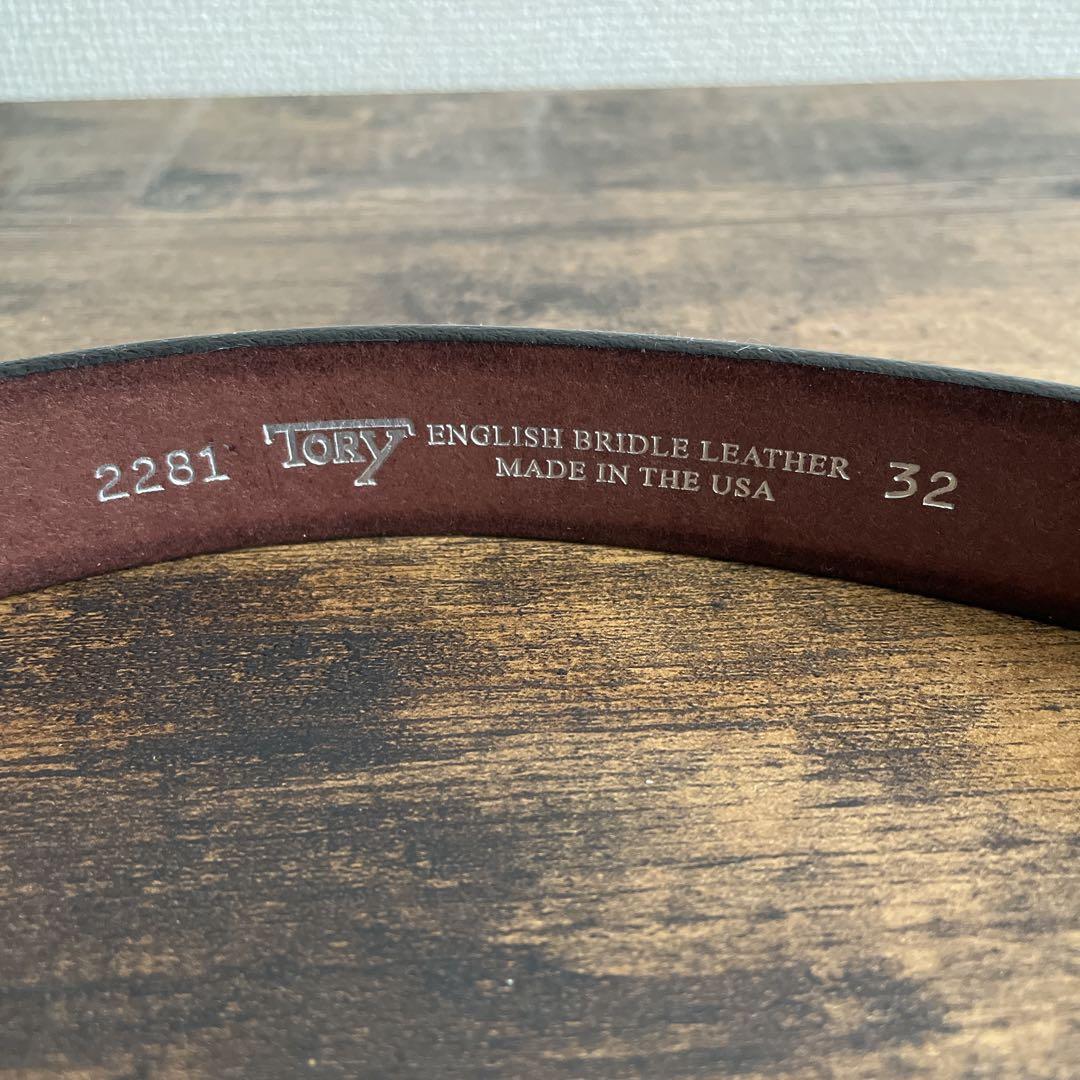 2281 TORY ENGLISH BRIDLE LEATHER 32
MADE IN THE USA